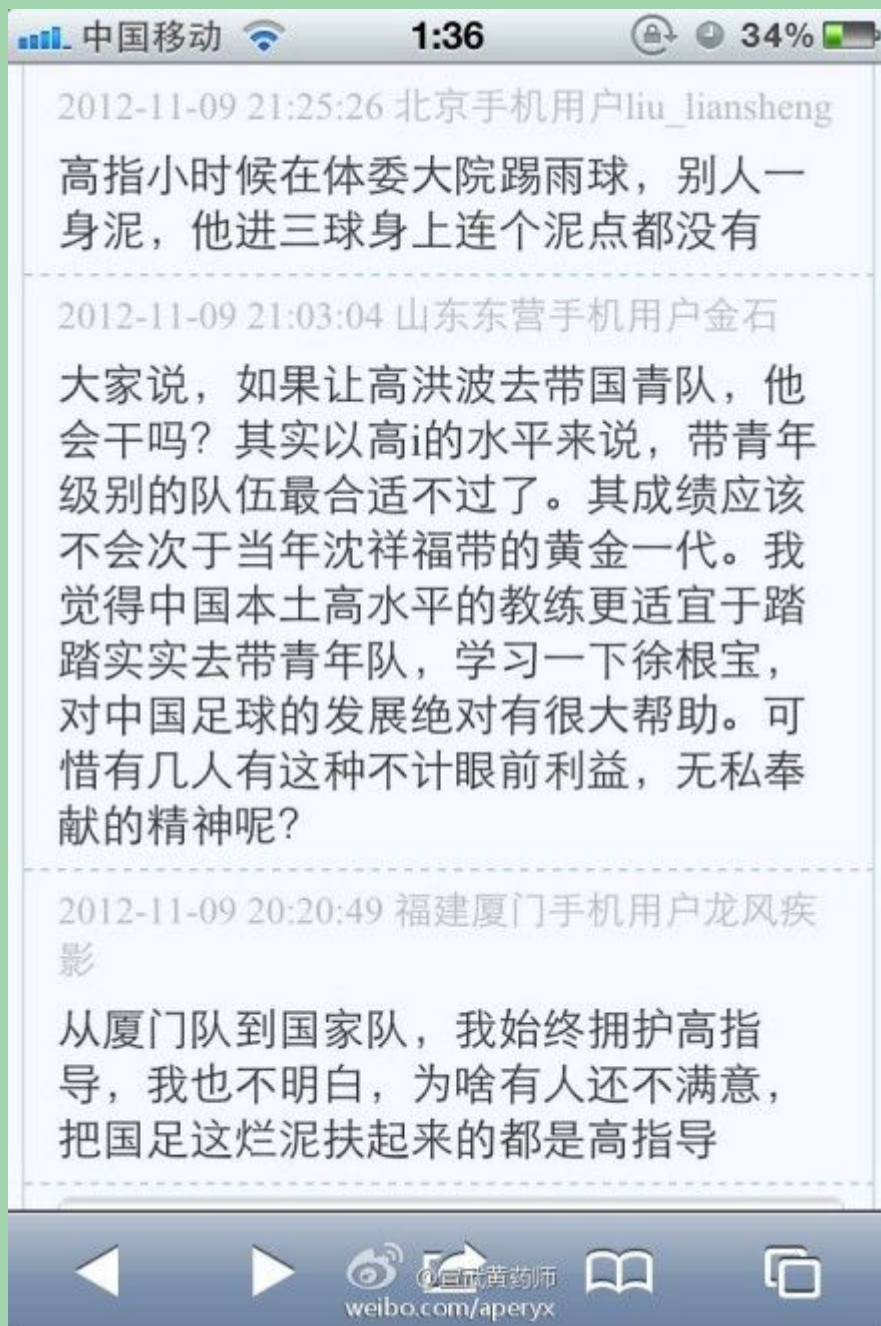 中国移动 1:36 34%
2012-11-09 21:25:26 北京手机用户liu_liansheng
高指小时候在体委大院踢雨球，别人一
身泥，他进三球身上连个泥点都没有
2012-11-09 21:03:04 山东东营手机用户金石
大家说，如果让高洪波去带国青队，他
会干吗？其实以高i的水平来说，带青年
级别的队伍最合适不过了。其成绩应该
不会次于当年沈祥福带的黄金一代。我
觉得中国本土高水平的教练更适宜于踏
踏实实去带青年队，学习一下徐根宝，
对中国足球的发展绝对有很大帮助。可
惜有几人有这种不计眼前利益，无私奉
献的精神呢？
2012-11-09 20:20:49 福建厦门手机用户龙风疾
影
从厦门队到国家队，我始终拥护高指
导，我也不明白，为啥有人还不满意，
把国足这烂泥扶起来的都是高指导
@宣武黄药师
weibo.com/aperyx